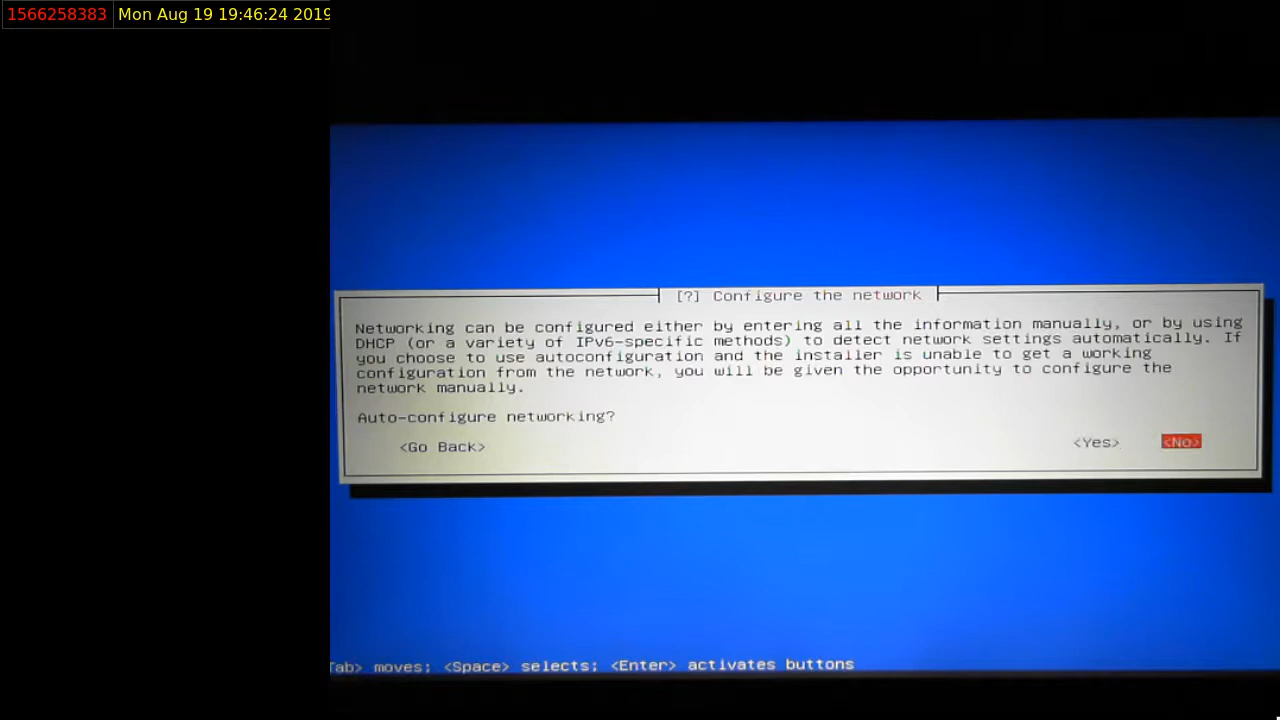 1566258383 Mon Aug 19 19:46:24 2019
[?] Configure the network
Networking can be configured either by entering all the information manually, or by using
DHCP (or a variety of IPv6-specific methods) to detect network settings automatically. If
you choose to use autoconfiguration and the installer is unable to get a working
configuration from the network, you will be given the opportunity to configure the
network manually.
Auto-configure networking?
<Go Back> <Yes> <No>
Tab> moves; <Space> selects; <Enter> activates buttons